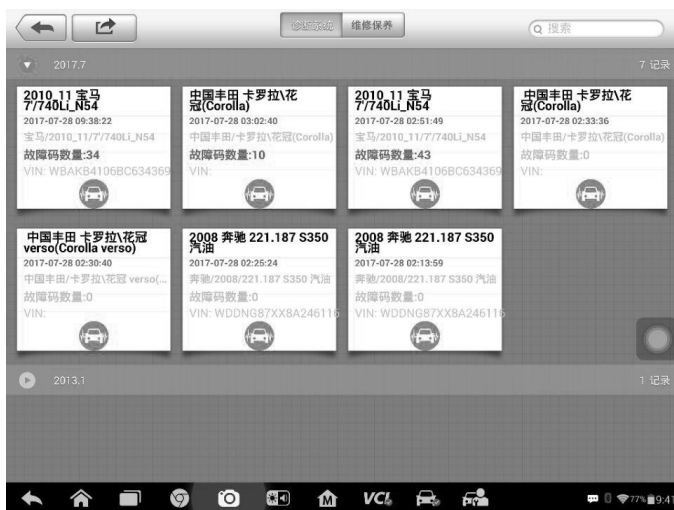 诊断系统
维修保养
搜索
2017.7
7 记录
2010_11 宝马
7'/740Li_N54
2017-07-28 09:38:22
宝马/2010_11/7'/740Li_N54
故障码数量:34
VIN: WBAKB4106BC634369
中国丰田 卡罗拉\花
冠(Corolla)
2017-07-28 03:02:40
中国丰田/卡罗拉\花冠(Corolla)
故障码数量:10
VIN:
2010_11 宝马
7'/740Li_N54
2017-07-28 02:51:49
宝马/2010_11/7'/740Li_N54
故障码数量:43
VIN: WBAKB4106BC634369
中国丰田 卡罗拉\花
冠(Corolla)
2017-07-28 02:33:36
中国丰田/卡罗拉\花冠(Corolla)
故障码数量:0
VIN:
中国丰田 卡罗拉\花冠
verso(Corolla verso)
2017-07-28 02:30:40
中国丰田/卡罗拉\花冠 verso(...
故障码数量:0
VIN:
2008 奔驰 221.187 S350
汽油
2017-07-28 02:25:24
奔驰/2008/221.187 S350 汽油
故障码数量:0
VIN: WDDNG87XX8A246116
2008 奔驰 221.187 S350
汽油
2017-07-28 02:13:59
奔驰/2008/221.187 S350 汽油
故障码数量:0
VIN: WDDNG87XX8A246116
2013.1
1 记录
M
VCI
77%
9:41